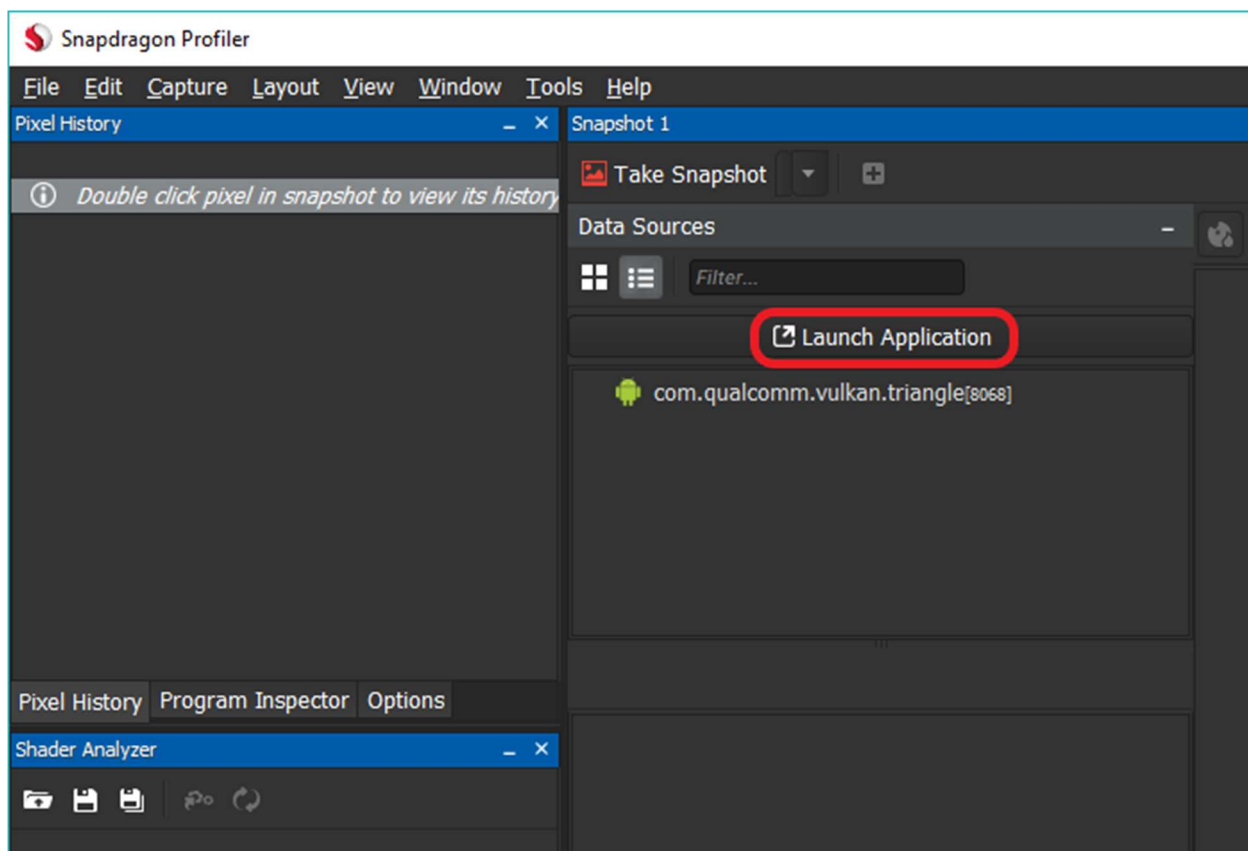 Snapdragon Profiler
File Edit Capture Layout View Window Tools Help
Pixel History
Snapshot 1
Double click pixel in snapshot to view its history
Take Snapshot
Data Sources
Filter...
Launch Application
com.qualcomm.vulkan.triangle[8068]
Pixel History Program Inspector Options
Shader Analyzer